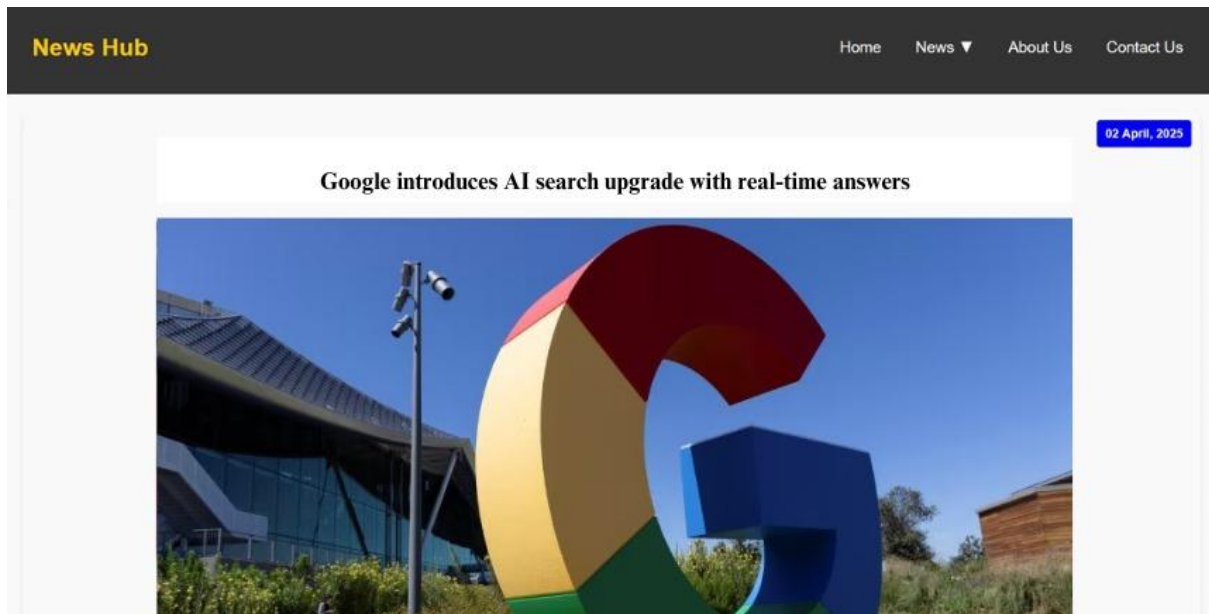 News Hub
Home News ▼ About Us Contact Us
02 April, 2025
Google introduces AI search upgrade with real-time answers